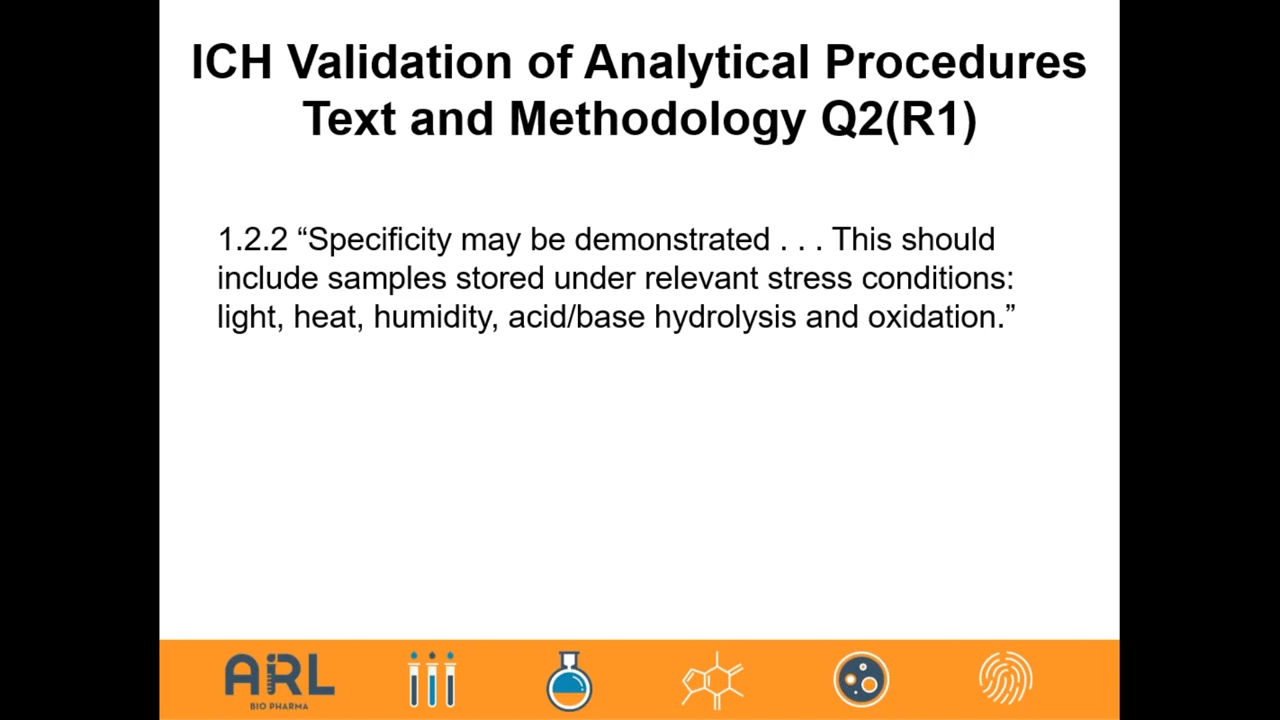 ICH Validation of Analytical Procedures
Text and Methodology Q2(R1)
1.2.2 “Specificity may be demonstrated . . . This should
include samples stored under relevant stress conditions:
light, heat, humidity, acid/base hydrolysis and oxidation.”
ARL
BIO PHARMA